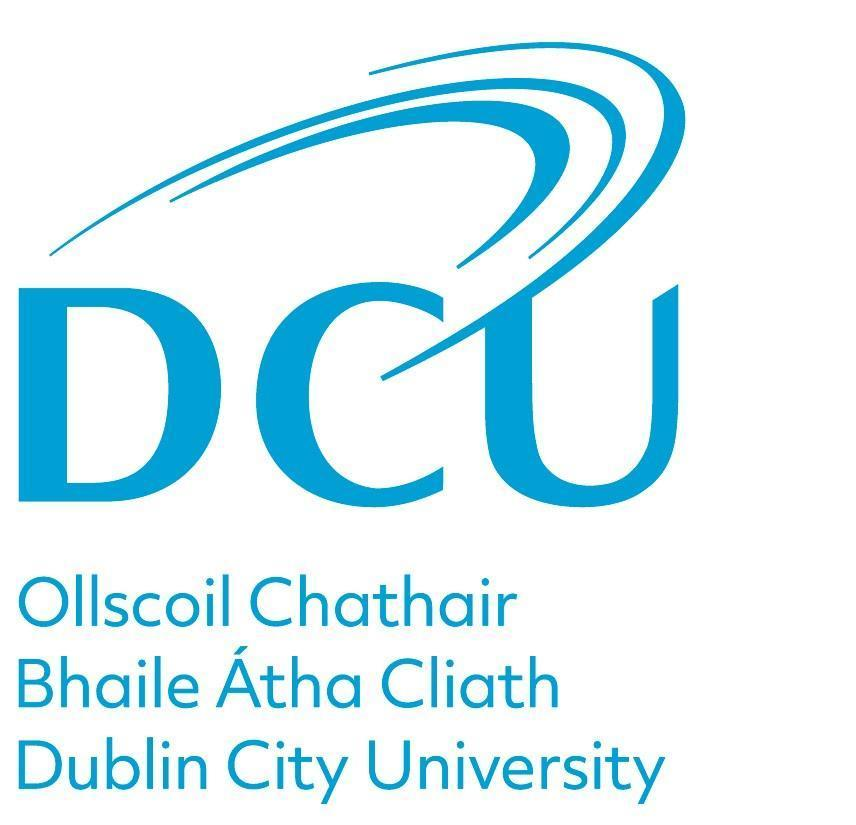 DCU
Ollscoil Chathair
Bhaile Átha Cliath
Dublin City University